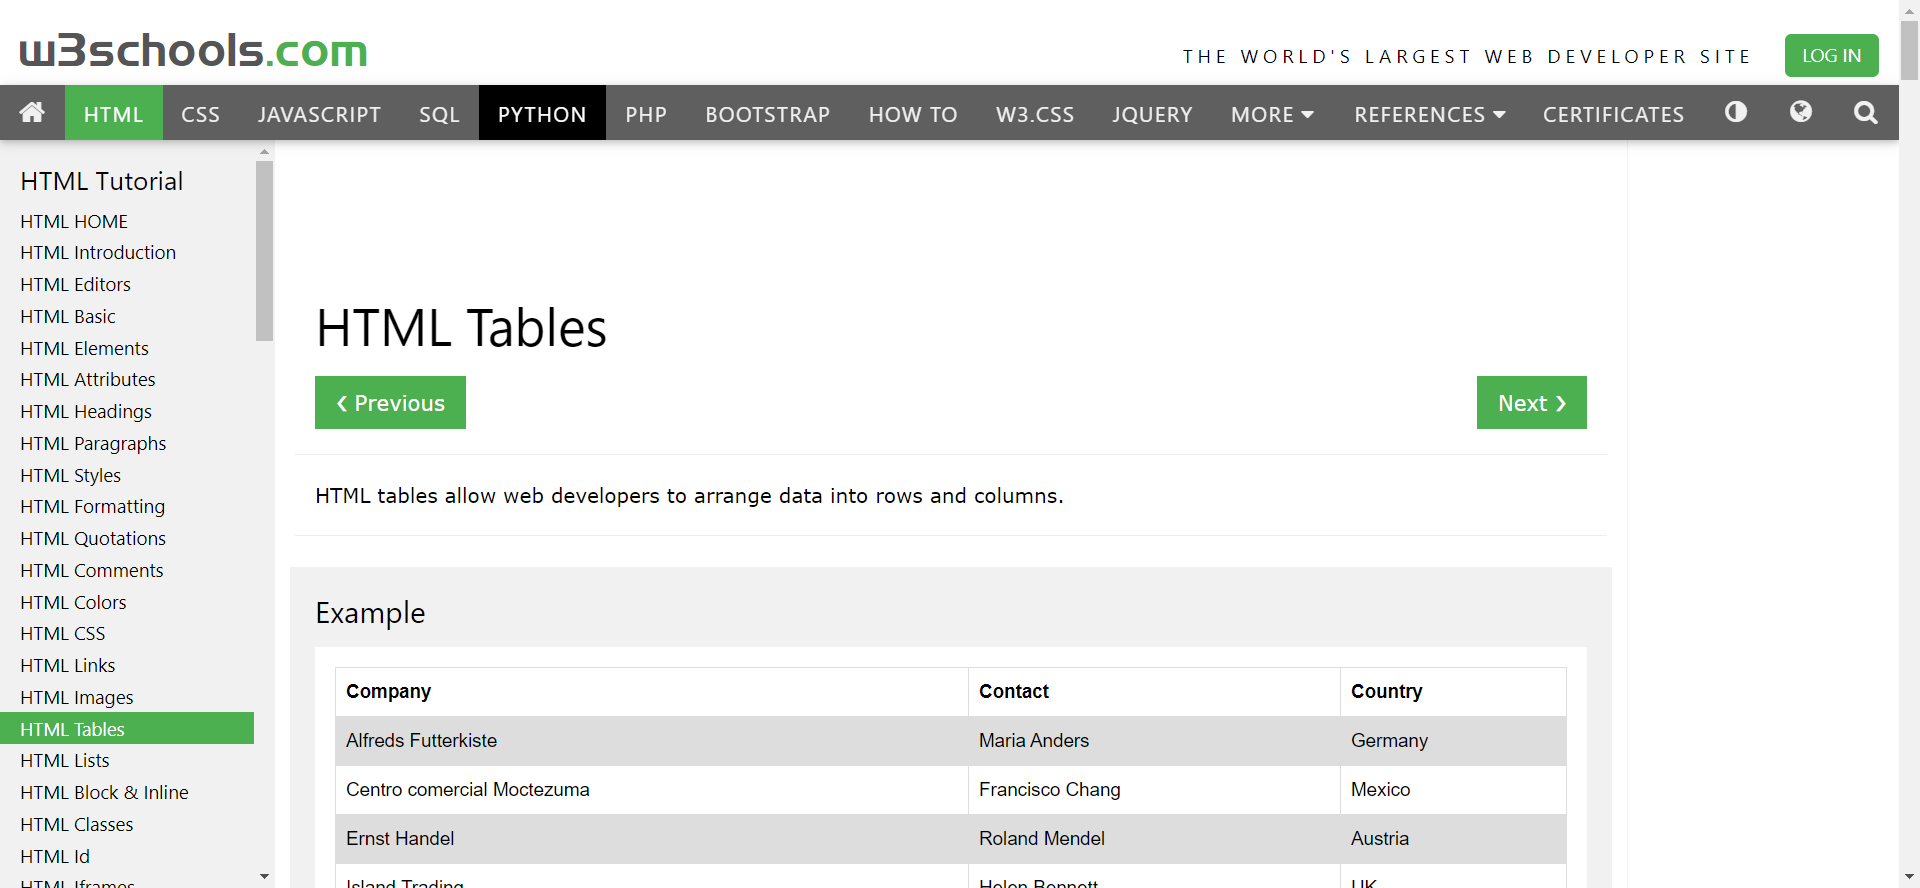 w3schools.com
THE WORLD'S LARGEST WEB DEVELOPER SITE
LOG IN
HTML CSS JAVASCRIPT SQL PYTHON PHP BOOTSTRAP HOW TO W3.CSS JQUERY MORE REFERENCES CERTIFICATES
HTML Tutorial
HTML HOME
HTML Introduction
HTML Editors
HTML Basic
HTML Elements
HTML Attributes
HTML Headings
HTML Paragraphs
HTML Styles
HTML Formatting
HTML Quotations
HTML Comments
HTML Colors
HTML CSS
HTML Links
HTML Images
HTML Tables
HTML Lists
HTML Block & Inline
HTML Classes
HTML Id
HTML Iframes
HTML Tables
❮ Previous
Next ❯
HTML tables allow web developers to arrange data into rows and columns.
Example
Company Contact Country
Alfreds Futterkiste Maria Anders Germany
Centro comercial Moctezuma Francisco Chang Mexico
Ernst Handel Roland Mendel Austria
Island Trading Helen Bennett UK